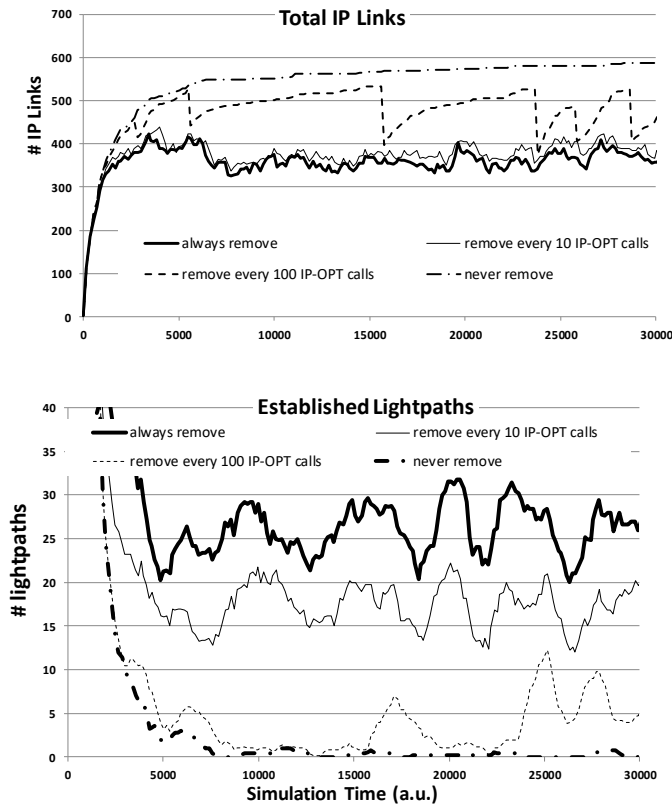 Total IP Links
# IP Links
700
600
500
400
300
200
100
0
always remove
remove every 10 IP-OPT calls
remove every 100 IP-OPT calls
never remove
0
5000
10000
15000
20000
25000
30000
Established Lightpaths
# lightpaths
40
35
30
25
20
15
10
5
0
always remove
remove every 10 IP-OPT calls
remove every 100 IP-OPT calls
never remove
0
5000
10000
15000
20000
25000
30000
Simulation Time (a.u.)